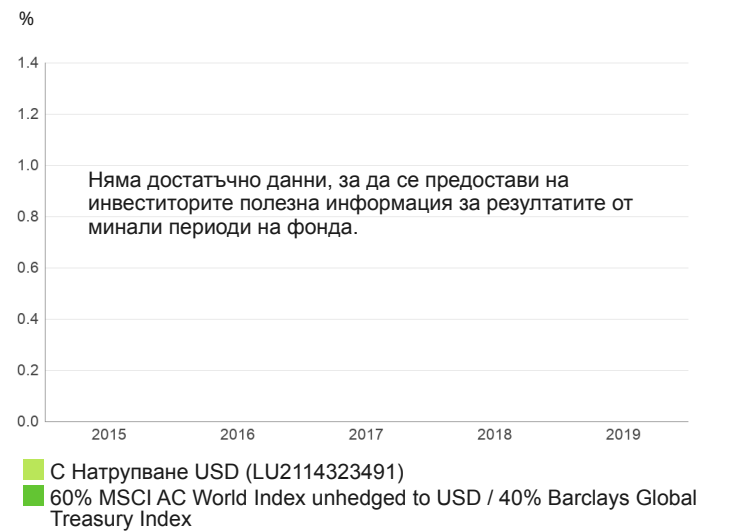 %
1.4
1.2
1.0
Няма достатъчно данни, за да се предостави на
инвеститорите полезна информация за резултатите от
0.8
минали периоди на фонда.
0.6
0.4
0.2
0.0
2015 2016 2017 2018 2019
C Натрупване USD (LU2114323491)
60% MSCI AC World Index unhedged to USD / 40% Barclays Global
Treasury Index